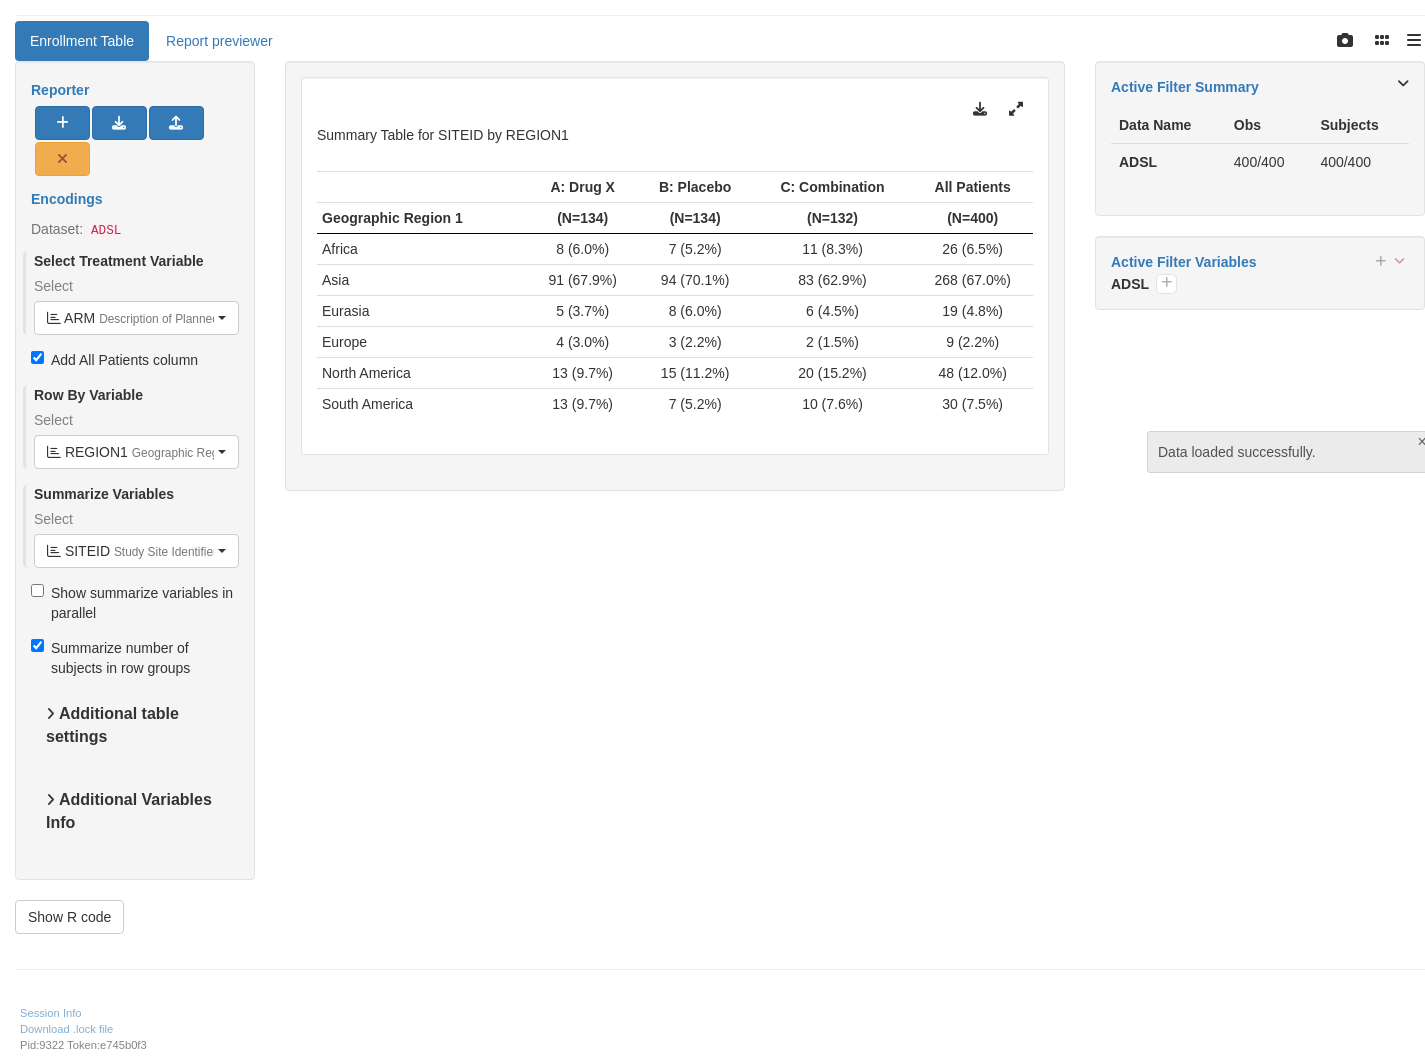 Enrollment Table
Report previewer
Reporter
Encodings
Dataset: ADSL
Select Treatment Variable
Select
ARM Description of Planned
Add All Patients column
Row By Variable
Select
REGION1 Geographic Reg
Summarize Variables
Select
SITEID Study Site Identifie
Show summarize variables in
parallel
Summarize number of
subjects in row groups
Additional table
settings
Additional Variables
Info
Show R code
Summary Table for SITEID by REGION1
A: Drug X B: Placebo C: Combination All Patients
Geographic Region 1 (N=134) (N=134) (N=132) (N=400)
Africa 8 (6.0%) 7 (5.2%) 11 (8.3%) 26 (6.5%)
Asia 91 (67.9%) 94 (70.1%) 83 (62.9%) 268 (67.0%)
Eurasia 5 (3.7%) 8 (6.0%) 6 (4.5%) 19 (4.8%)
Europe 4 (3.0%) 3 (2.2%) 2 (1.5%) 9 (2.2%)
North America 13 (9.7%) 15 (11.2%) 20 (15.2%) 48 (12.0%)
South America 13 (9.7%) 7 (5.2%) 10 (7.6%) 30 (7.5%)
Active Filter Summary
Data Name Obs Subjects
ADSL 400/400 400/400
Active Filter Variables
ADSL
Data loaded successfully.
Session Info
Download .lock file
Pid:9322 Token:e745b0f3